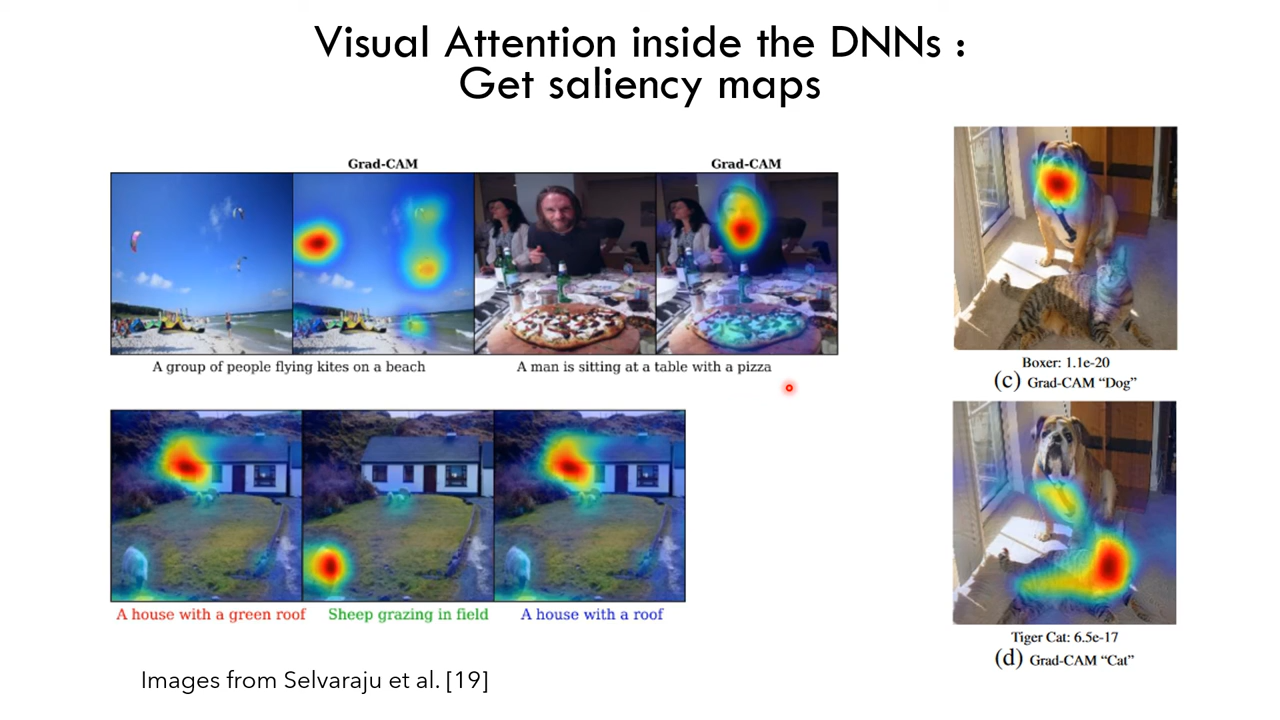 Visual Attention inside the DNNs :
Get saliency maps
Grad-CAM
Grad-CAM
A group of people flying kites on a beach
A man is sitting at a table with a pizza
A house with a green roof
Sheep grazing in field
A house with a roof
Boxer: 1.1e-20
(c) Grad-CAM “Dog”
Tiger Cat: 6.5e-17
(d) Grad-CAM “Cat”
Images from Selvaraju et al. [19]